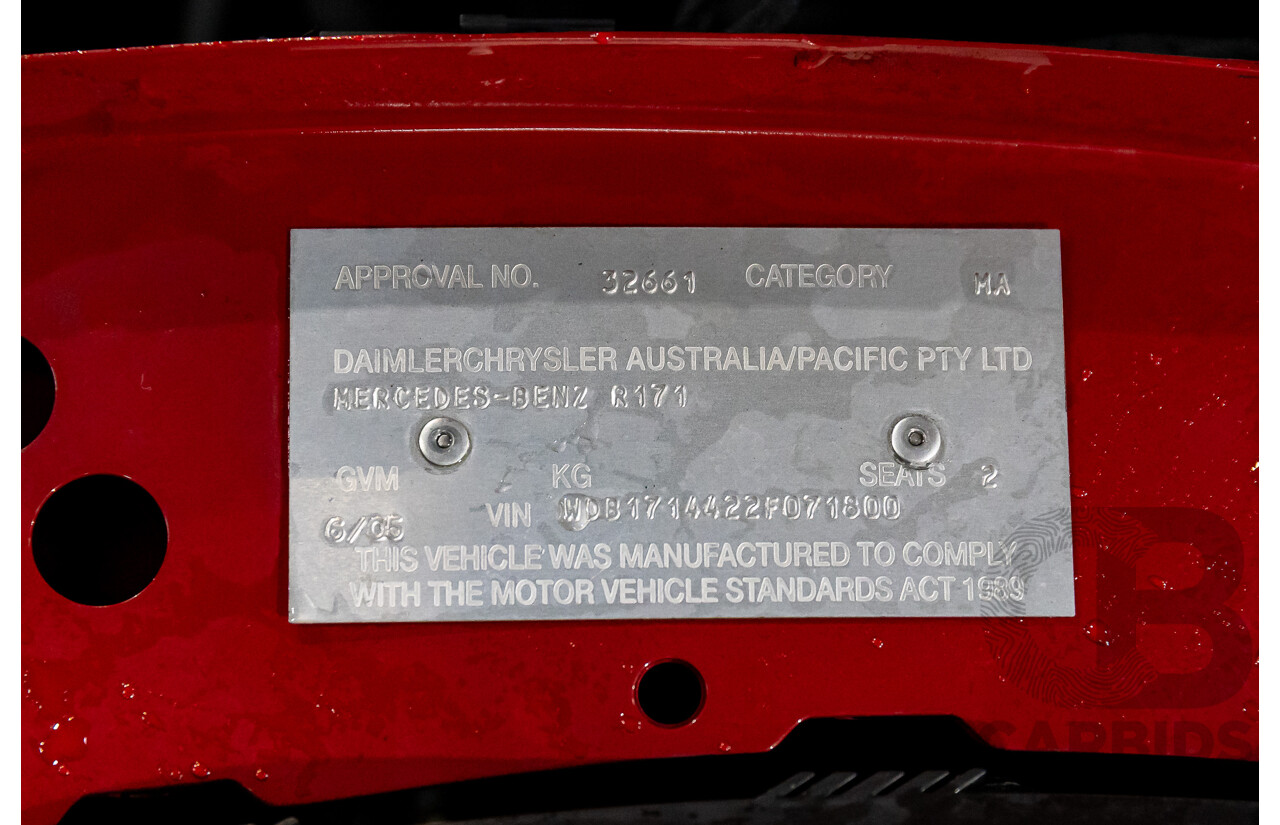 APPROVAL NO. 32661 CATEGORY MA
DAIMLERCHRYSLER AUSTRALIA/PACIFIC PTY LTD
MERCEDES-BENZ R171
GVM - KG SEATS 2
6/05 VIN WDB1714422F071800
THIS VEHICLE WAS MANUFACTURED TO COMPLY
WITH THE MOTOR VEHICLE STANDARDS ACT 1989
CARBIDS